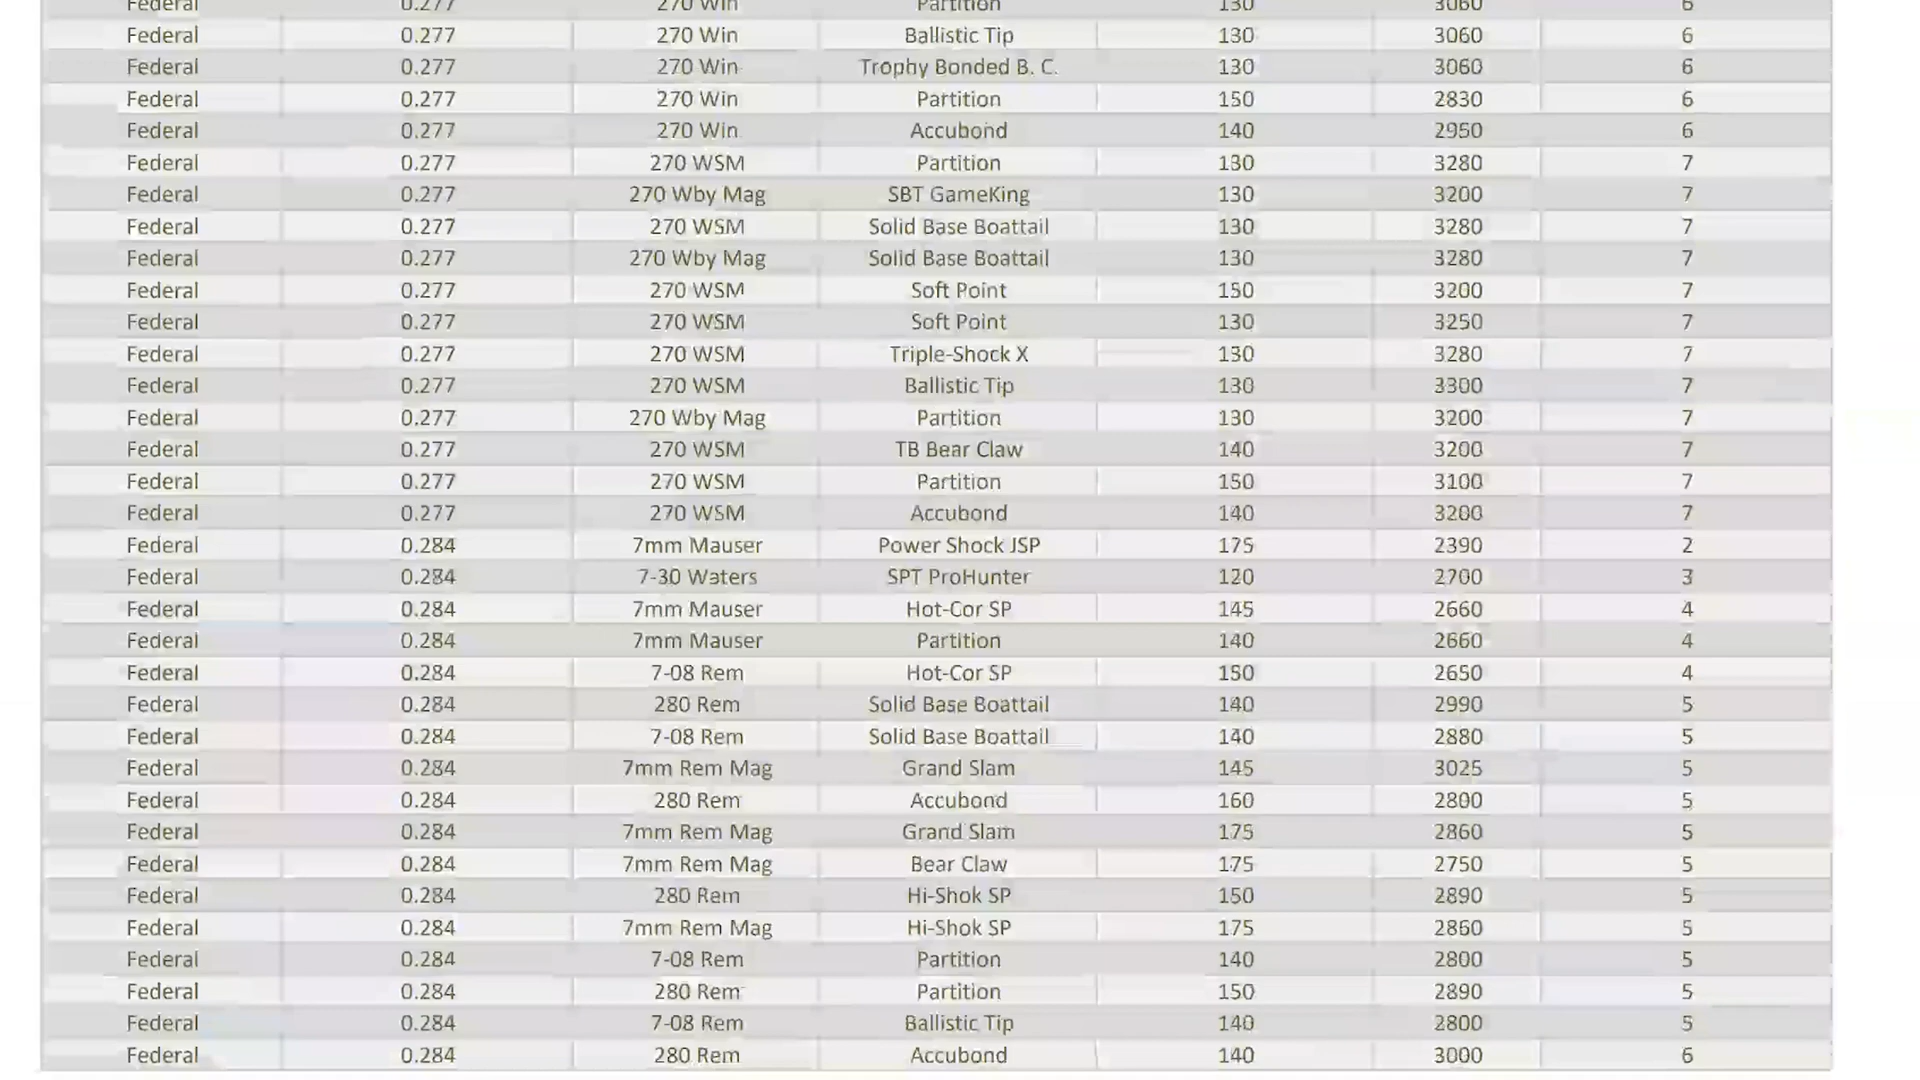 Federal 0.277 270 Win Partition 130 3060 6
Federal 0.277 270 Win Ballistic Tip 130 3060 6
Federal 0.277 270 Win Trophy Bonded B. C. 130 3060 6
Federal 0.277 270 Win Partition 150 2830 6
Federal 0.277 270 Win Accubond 140 2950 6
Federal 0.277 270 WSM Partition 130 3280 7
Federal 0.277 270 Wby Mag SBT GameKing 130 3200 7
Federal 0.277 270 WSM Solid Base Boattail 130 3280 7
Federal 0.277 270 Wby Mag Solid Base Boattail 130 3280 7
Federal 0.277 270 WSM Soft Point 150 3200 7
Federal 0.277 270 WSM Soft Point 130 3250 7
Federal 0.277 270 WSM Triple-Shock X 130 3280 7
Federal 0.277 270 WSM Ballistic Tip 130 3300 7
Federal 0.277 270 Wby Mag Partition 130 3200 7
Federal 0.277 270 WSM TB Bear Claw 140 3200 7
Federal 0.277 270 WSM Partition 150 3100 7
Federal 0.277 270 WSM Accubond 140 3200 7
Federal 0.284 7mm Mauser Power Shock JSP 175 2390 2
Federal 0.284 7-30 Waters SPT ProHunter 120 2700 3
Federal 0.284 7mm Mauser Hot-Cor SP 145 2660 4
Federal 0.284 7mm Mauser Partition 140 2660 4
Federal 0.284 7-08 Rem Hot-Cor SP 150 2650 4
Federal 0.284 280 Rem Solid Base Boattail 140 2990 5
Federal 0.284 7-08 Rem Solid Base Boattail 140 2880 5
Federal 0.284 7mm Rem Mag Grand Slam 145 3025 5
Federal 0.284 280 Rem Accubond 160 2800 5
Federal 0.284 7mm Rem Mag Grand Slam 175 2860 5
Federal 0.284 7mm Rem Mag Bear Claw 175 2750 5
Federal 0.284 280 Rem Hi-Shok SP 150 2890 5
Federal 0.284 7mm Rem Mag Hi-Shok SP 175 2860 5
Federal 0.284 7-08 Rem Partition 140 2800 5
Federal 0.284 280 Rem Partition 150 2890 5
Federal 0.284 7-08 Rem Ballistic Tip 140 2800 5
Federal 0.284 280 Rem Accubond 140 3000 6